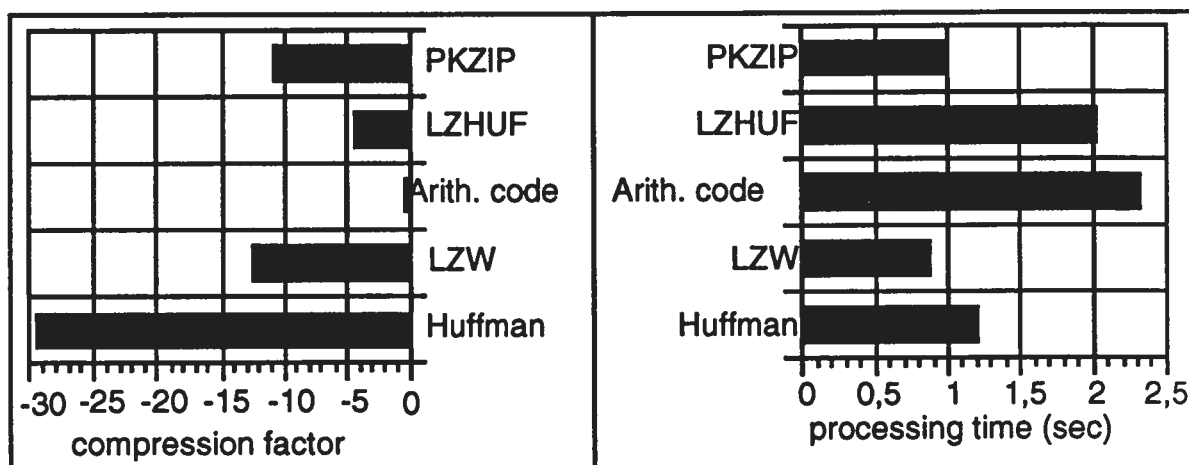 PKZIP
LZHUF
Arith. code
LZW
Huffman
-30 -25 -20 -15 -10 -5 0
compression factor
PKZIP
LZHUF
Arith. code
LZW
Huffman
0 0,5 1 1,5 2 2,5
processing time (sec)